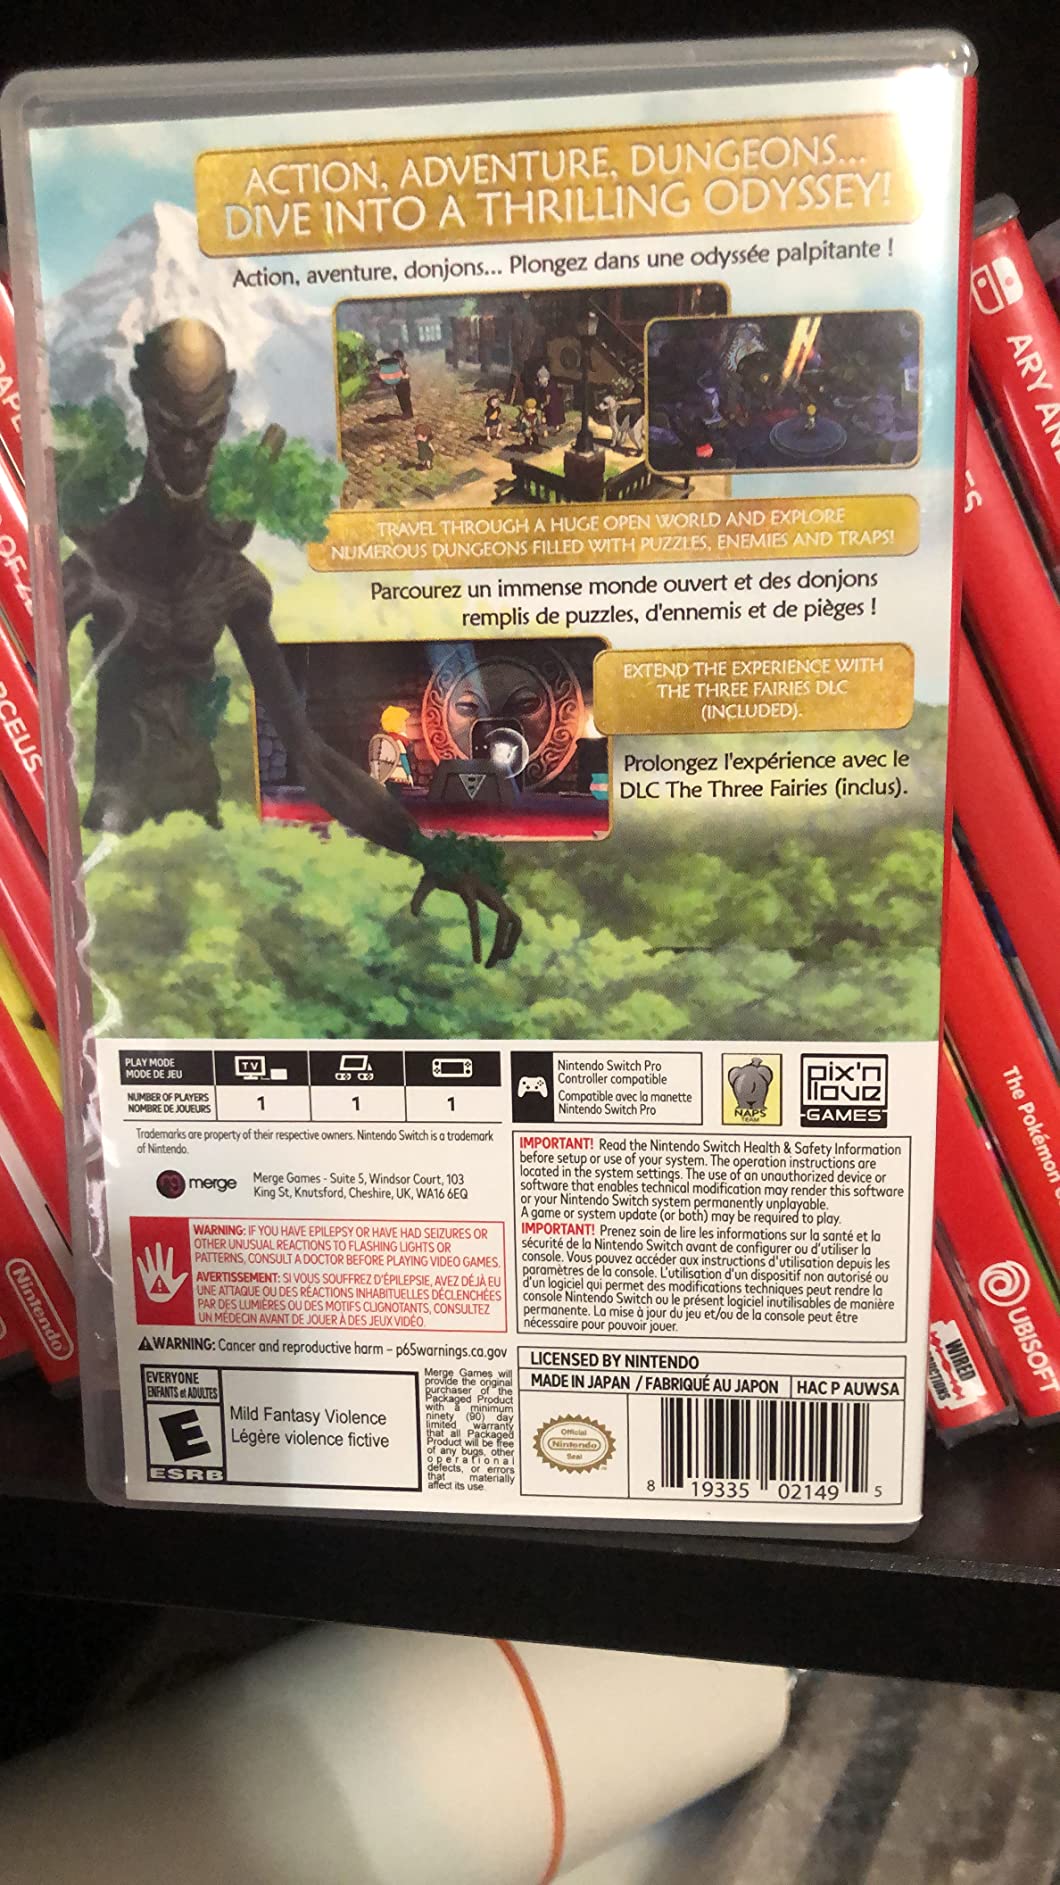 ACTION, ADVENTURE, DUNGEONS...
DIVE INTO A THRILLING ODYSSEY!
Action, aventure, donjons... Plongez dans une odyssée palpitante !
TRAVEL THROUGH A HUGE OPEN WORLD AND EXPLORE
NUMEROUS DUNGEONS FILLED WITH PUZZLES, ENEMIES AND TRAPS!
Parcourez un immense monde ouvert et des donjons
remplis de puzzles, d'ennemis et de pièges !
EXTEND THE EXPERIENCE WITH
THE THREE FAIRIES DLC
(INCLUDED).
Prolongez l'expérience avec le
DLC The Three Fairies (inclus).
PLAY MODE
MODE DE JEU
TV
NUMBER OF PLAYERS
NOMBRE DE JOUEURS
1
1
1
Nintendo Switch Pro
Controller compatible
Compatible avec la manette
Nintendo Switch Pro
NAPS
TEAM
pix'n
love
GAMES
Trademarks are property of their respective owners. Nintendo Switch is a trademark
of Nintendo.
merge
Merge Games - Suite 5, Windsor Court, 103
King St, Knutsford, Cheshire, UK, WA16 6EQ
WARNING: IF YOU HAVE EPILEPSY OR HAVE HAD SEIZURES OR
OTHER UNUSUAL REACTIONS TO FLASHING LIGHTS OR
PATTERNS, CONSULT A DOCTOR BEFORE PLAYING VIDEO GAMES.
AVERTISSEMENT: SI VOUS SOUFFREZ D'ÉPILEPSIE, AVEZ DÉJÀ EU
UNE ATTAQUE OU DES RÉACTIONS INHABITUELLES DÉCLENCHÉES
PAR DES LUMIÈRES OU DES MOTIFS CLIGNOTANTS, CONSULTEZ
UN MÉDECIN AVANT DE JOUER À DES JEUX VIDÉO.
WARNING: Cancer and reproductive harm – p65warnings.ca.gov
IMPORTANT! Read the Nintendo Switch Health & Safety Information
before setup or use of your system. The operation instructions are
located in the system settings. The use of an unauthorized device or
software that enables technical modification may render this software
or your Nintendo Switch system permanently unplayable.
A game or system update (or both) may be required to play.
IMPORTANT! Prenez soin de lire les informations sur la santé et la
sécurité de la Nintendo Switch avant de configurer ou d'utiliser la
console. Vous pouvez accéder aux instructions d'utilisation depuis les
paramètres de la console. L'utilisation d'un dispositif non autorisé ou
d'un logiciel qui permet des modifications techniques peut rendre la
console Nintendo Switch ou le présent logiciel inutilisables de manière
permanente. La mise à jour du jeu et/ou de la console peut être
nécessaire pour pouvoir jouer.
EVERYONE
ENFANTS et ADULTES
E
ESRB
Mild Fantasy Violence
Légère violence fictive
Merge Games will
provide the original
purchaser of the
Packaged Product
with a minimum
ninety (90) day
limited warranty
that all Packaged
Product will be free
of any bugs, other
operational
defects, or errors
that materially
affect its use.
LICENSED BY NINTENDO
MADE IN JAPAN / FABRIQUÉ AU JAPON
HAC P AUWSA
Official
Nintendo
Seal
8 19335 02149 5
RCEUS
Nintendo
ARY AN
ES
The Pokémon
UBISOFT
WIRED
PRODUCTIONS